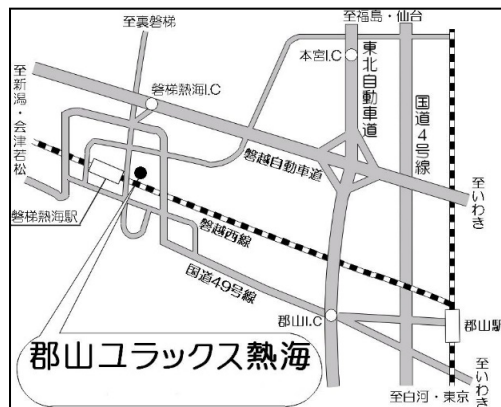 至福島・仙台
至裏磐梯
本宮I.C
東北自動車道
国道4号線
至新潟・会津若松
磐梯熱海I.C
磐越自動車道
至いわき
磐梯熱海駅
磐越西線
国道49号線
郡山I.C
郡山駅
郡山ユラックス熱海
至白河・東京
至いわき